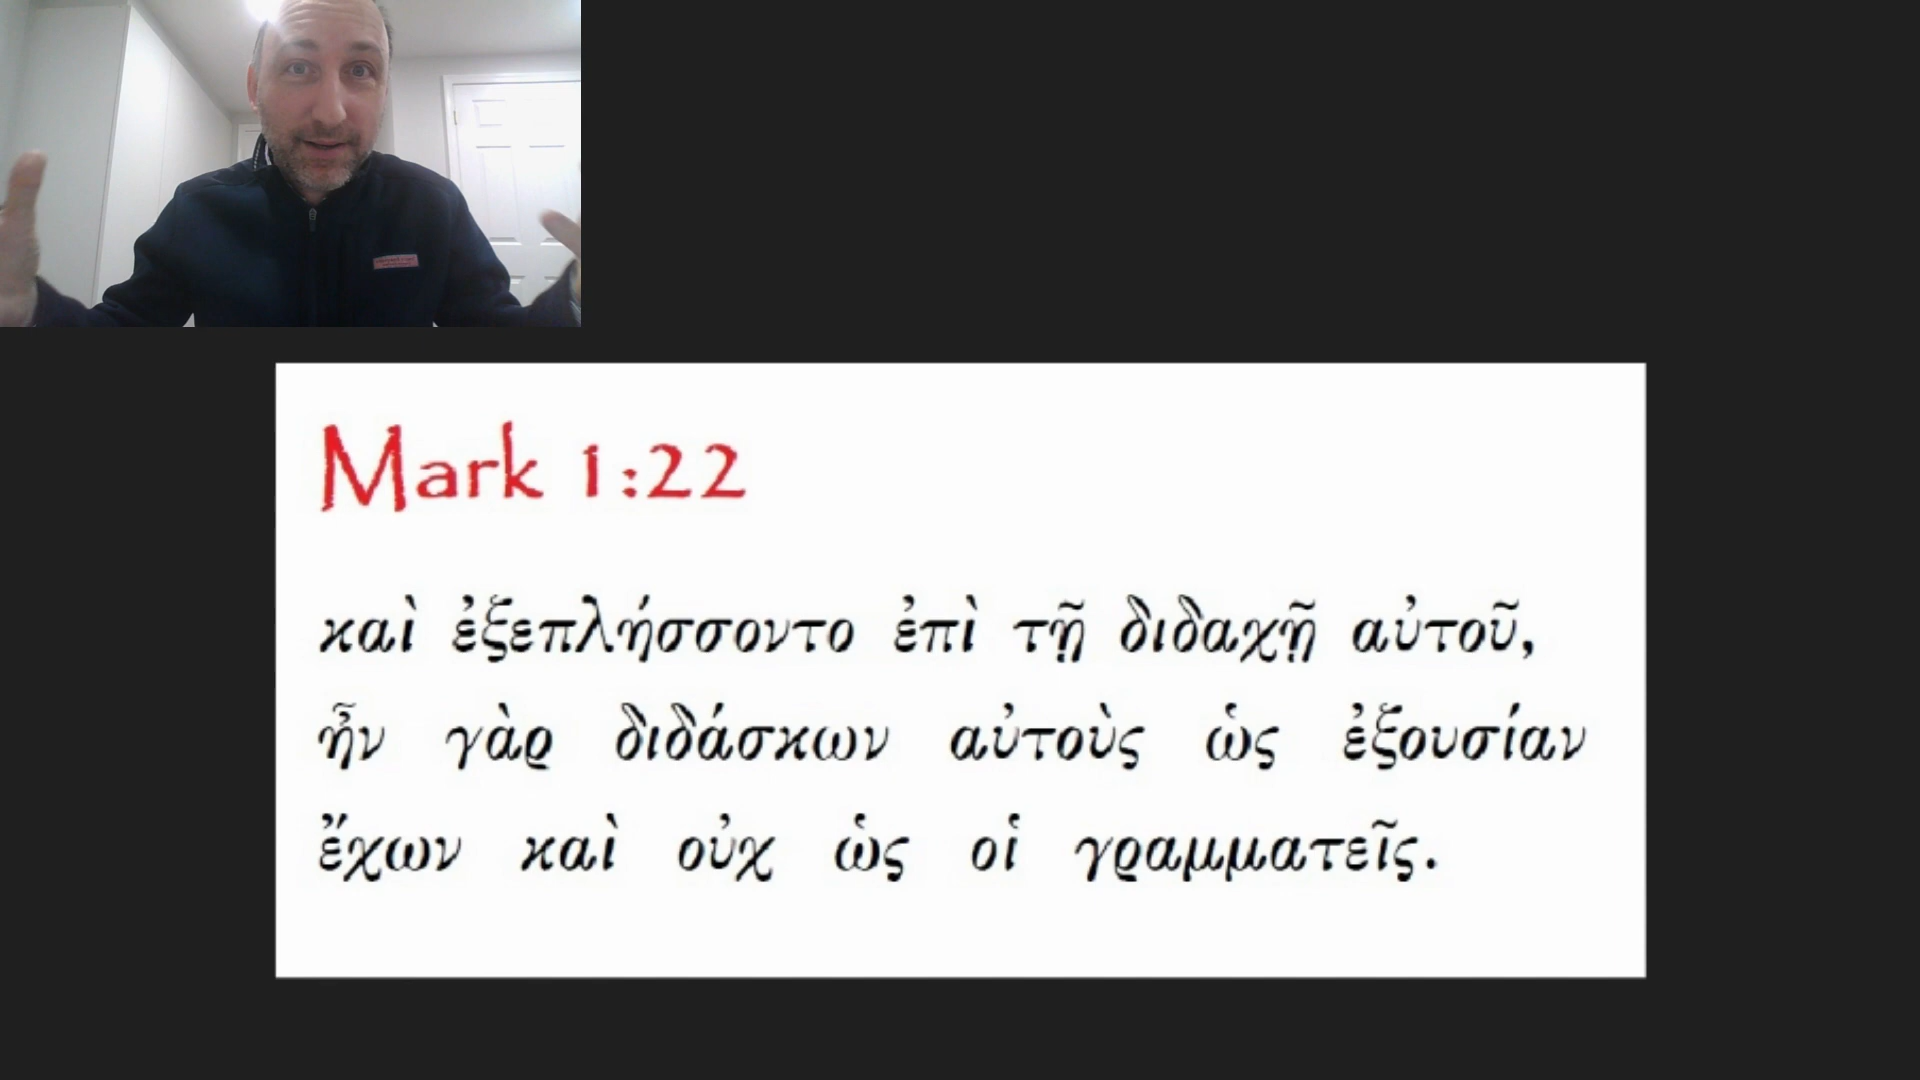 Mark 1:22
καὶ ἐξεπλήσσοντο ἐπὶ τῇ διδαχῇ αὐτοῦ,
ἦν γὰρ διδάσκων αὐτοὺς ὡς ἐξουσίαν
ἔχων καὶ οὐχ ὡς οἱ γραμματεῖς.